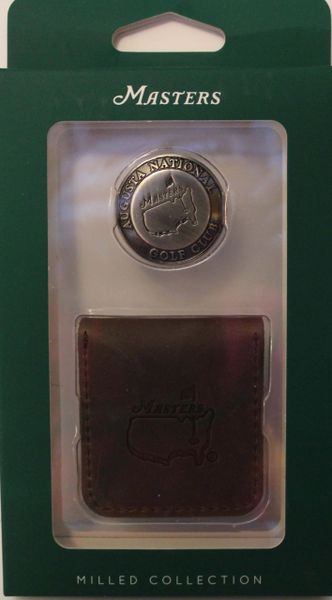 MASTERS
AUGUSTA NATIONAL
MASTERS
GOLF CLUB
MASTERS
MILLED COLLECTION